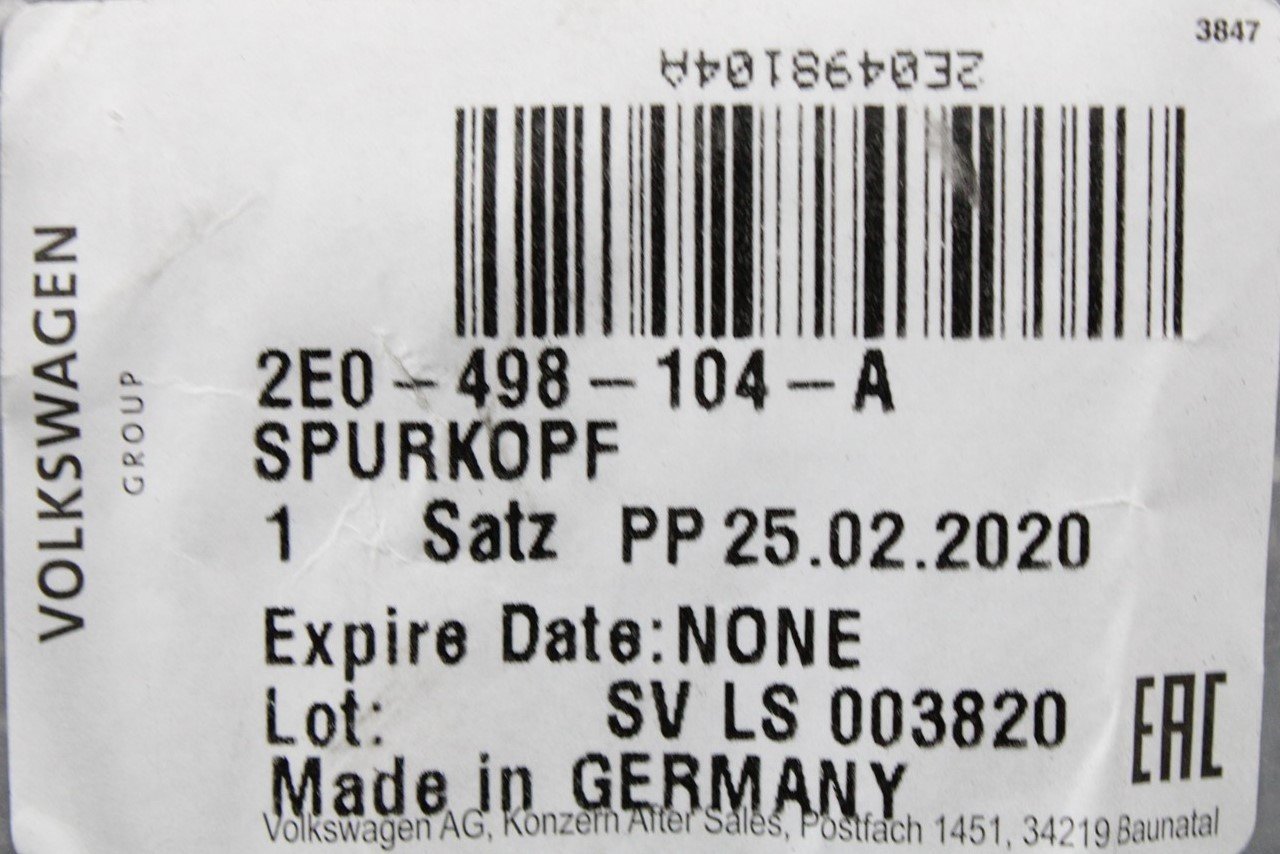 3847
2E0498104A
VOLKSWAGEN
GROUP
2E0 - 498 - 104 - A
SPURKOPF
1 Satz PP 25.02.2020
Expire Date:NONE
Lot: SV LS 003820
EAC
Made in GERMANY
Volkswagen AG, Konzern After Sales, Postfach 1451, 34219 Baunatal